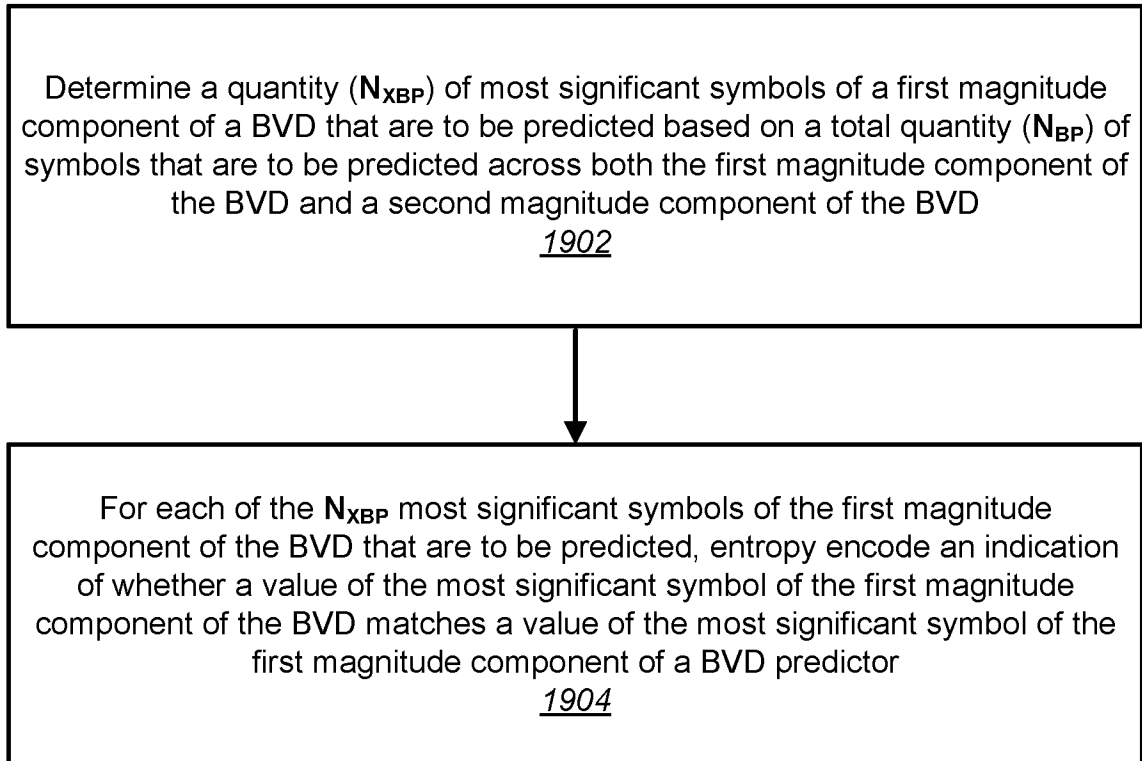 Determine a quantity (NXBP) of most significant symbols of a first magnitude
component of a BVD that are to be predicted based on a total quantity (NBP) of
symbols that are to be predicted across both the first magnitude component of
the BVD and a second magnitude component of the BVD
1902
For each of the NXBP most significant symbols of the first magnitude
component of the BVD that are to be predicted, entropy encode an indication
of whether a value of the most significant symbol of the first magnitude
component of the BVD matches a value of the most significant symbol of the
first magnitude component of a BVD predictor
1904